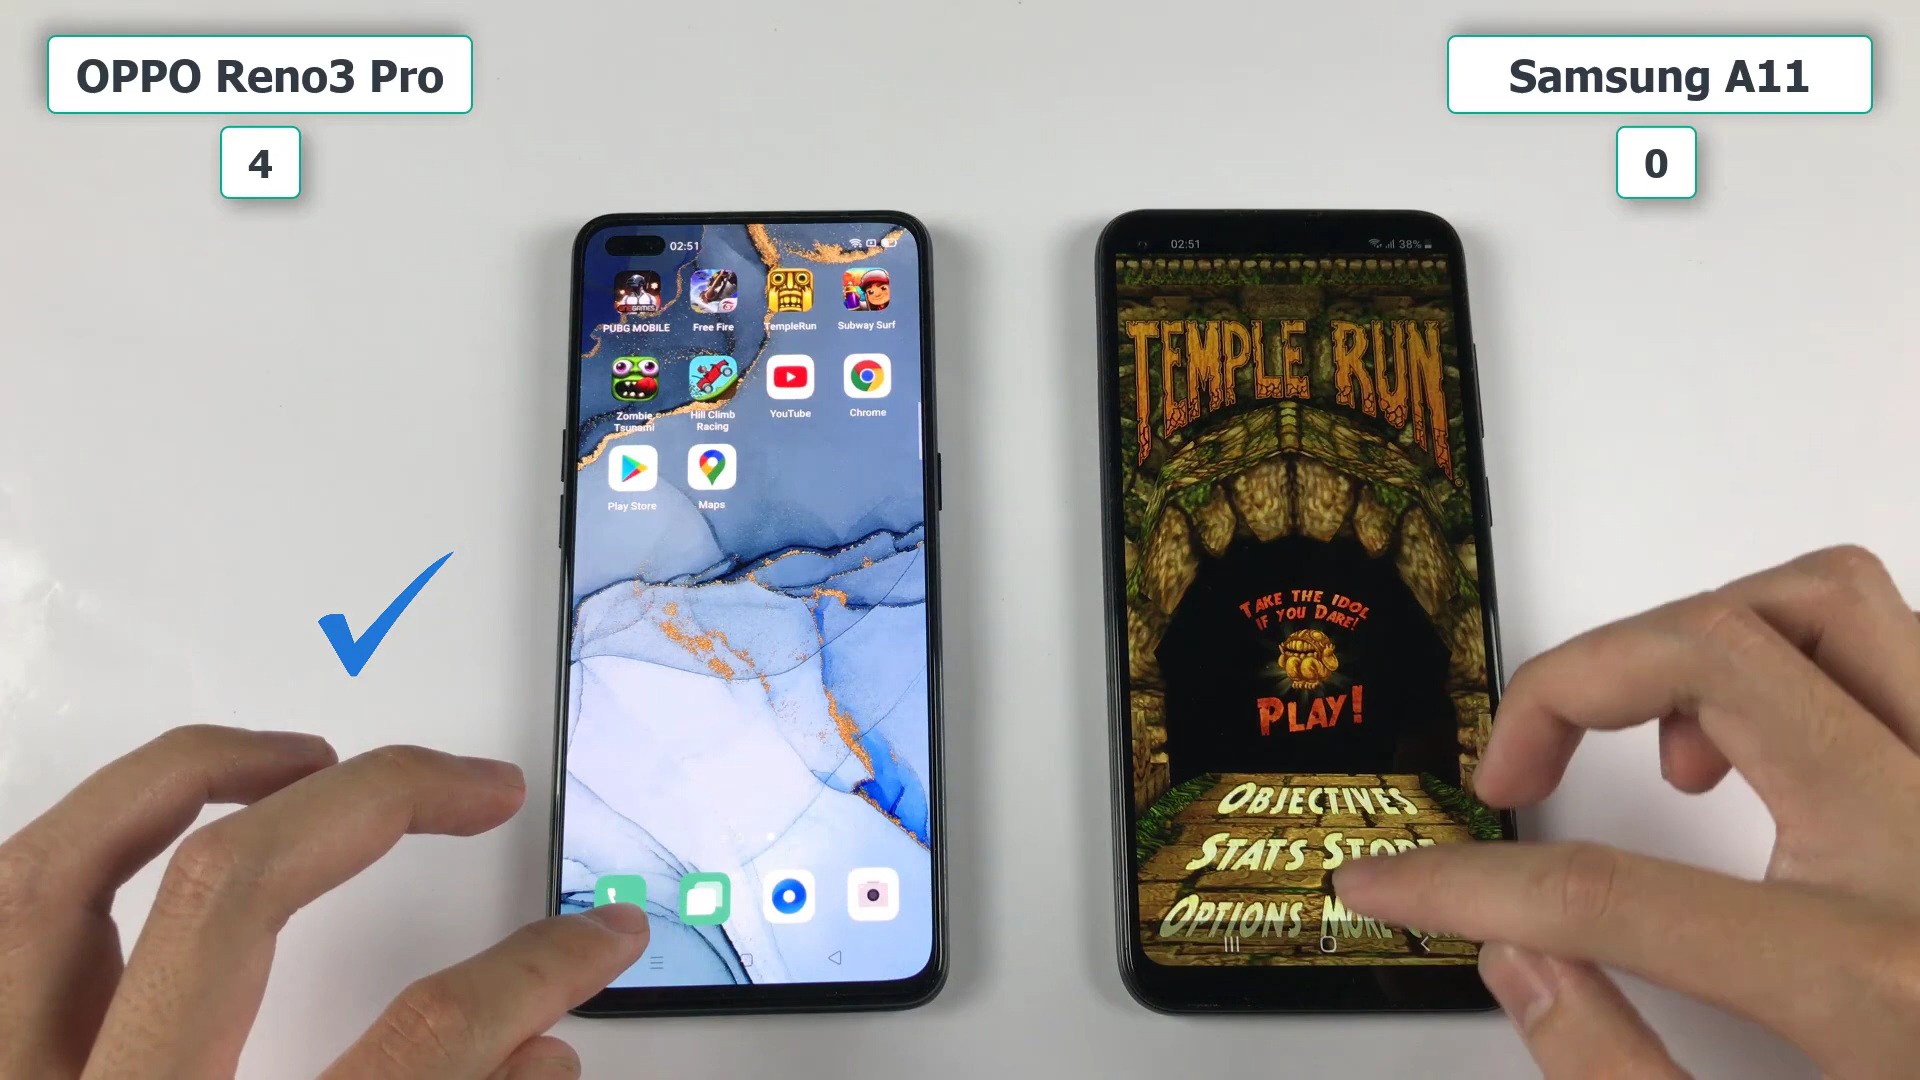 OPPO Reno3 Pro
4
Samsung A11
0
02:51
PUBG MOBILE
Free Fire
TempleRun
Subway Surf
Zombie Tsunami
Hill Climb Racing
YouTube
Chrome
Play Store
Maps
02:51
38%
TEMPLE RUN
TAKE THE IDOL
IF YOU DARE!
PLAY!
OBJECTIVES
STATS STORE
OPTIONS MORE